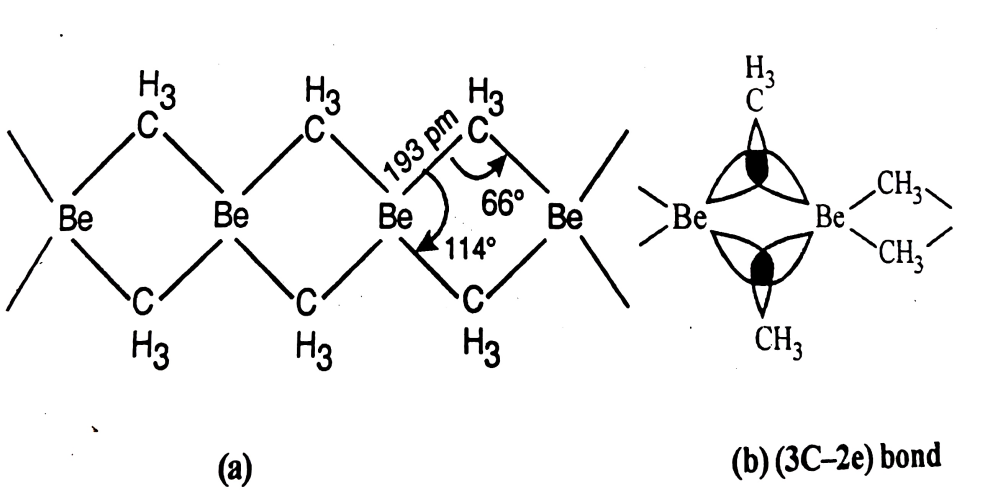 H3 H3 H3
C C C
193 pm
66°
Be Be Be Be
114°
C C C
H3 H3 H3
(a)
H3
C
Be Be
CH3
CH3
CH3
(b) (3C–2e) bond